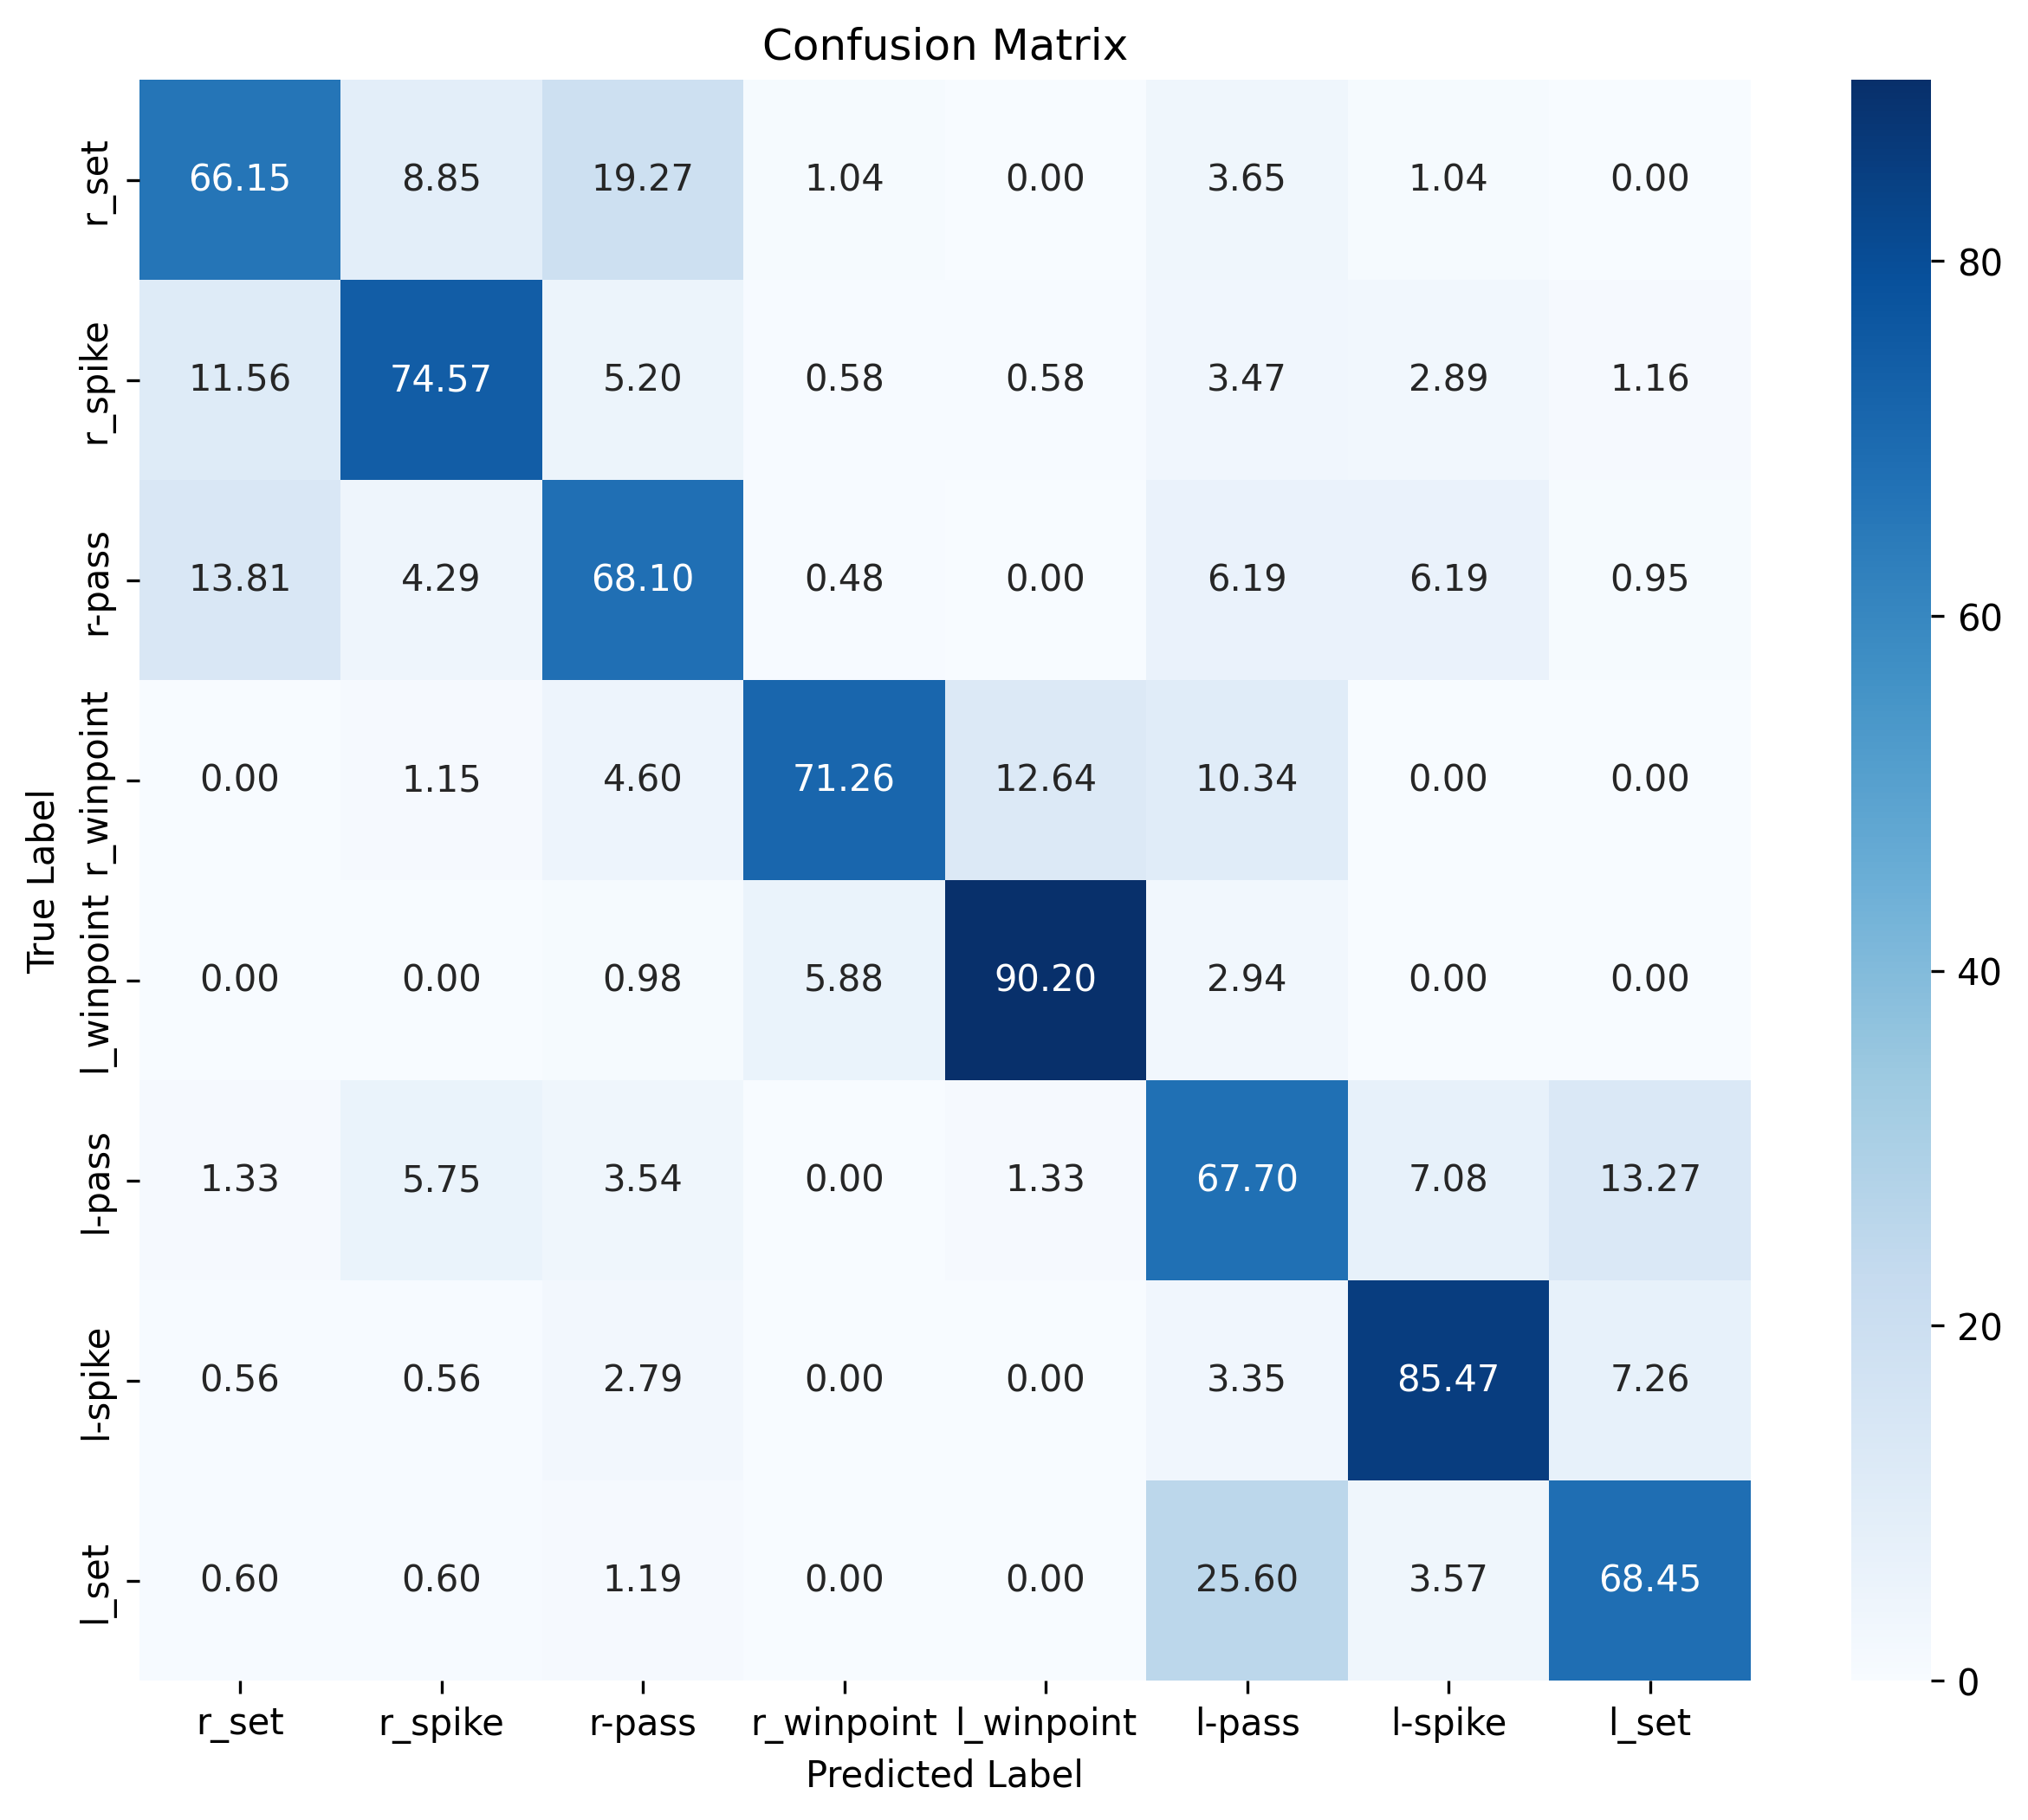 Confusion Matrix
r_set 66.15 8.85 19.27 1.04 0.00 3.65 1.04 0.00
r_spike 11.56 74.57 5.20 0.58 0.58 3.47 2.89 1.16
r-pass 13.81 4.29 68.10 0.48 0.00 6.19 6.19 0.95
r_winpoint 0.00 1.15 4.60 71.26 12.64 10.34 0.00 0.00
l_winpoint 0.00 0.00 0.98 5.88 90.20 2.94 0.00 0.00
l-pass 1.33 5.75 3.54 0.00 1.33 67.70 7.08 13.27
l-spike 0.56 0.56 2.79 0.00 0.00 3.35 85.47 7.26
l_set 0.60 0.60 1.19 0.00 0.00 25.60 3.57 68.45
r_set r_spike r-pass r_winpoint l_winpoint l-pass l-spike l_set
Predicted Label
True Label
80
60
40
20
0